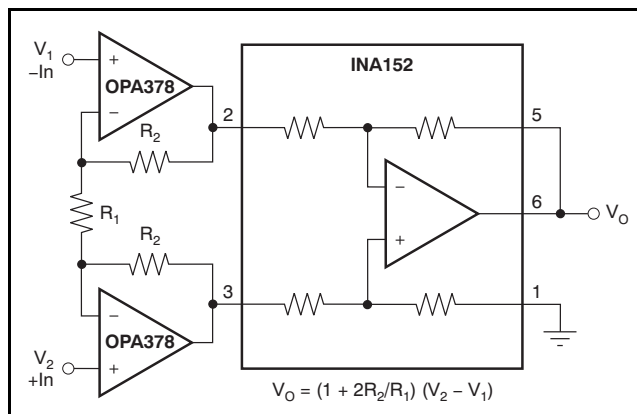 V1
–In
OPA378
R2
R1
R2
OPA378
V2
+In
INA152
2
3
5
6
1
VO
VO = (1 + 2R2/R1) (V2 – V1)
+
–
–
+
–
+